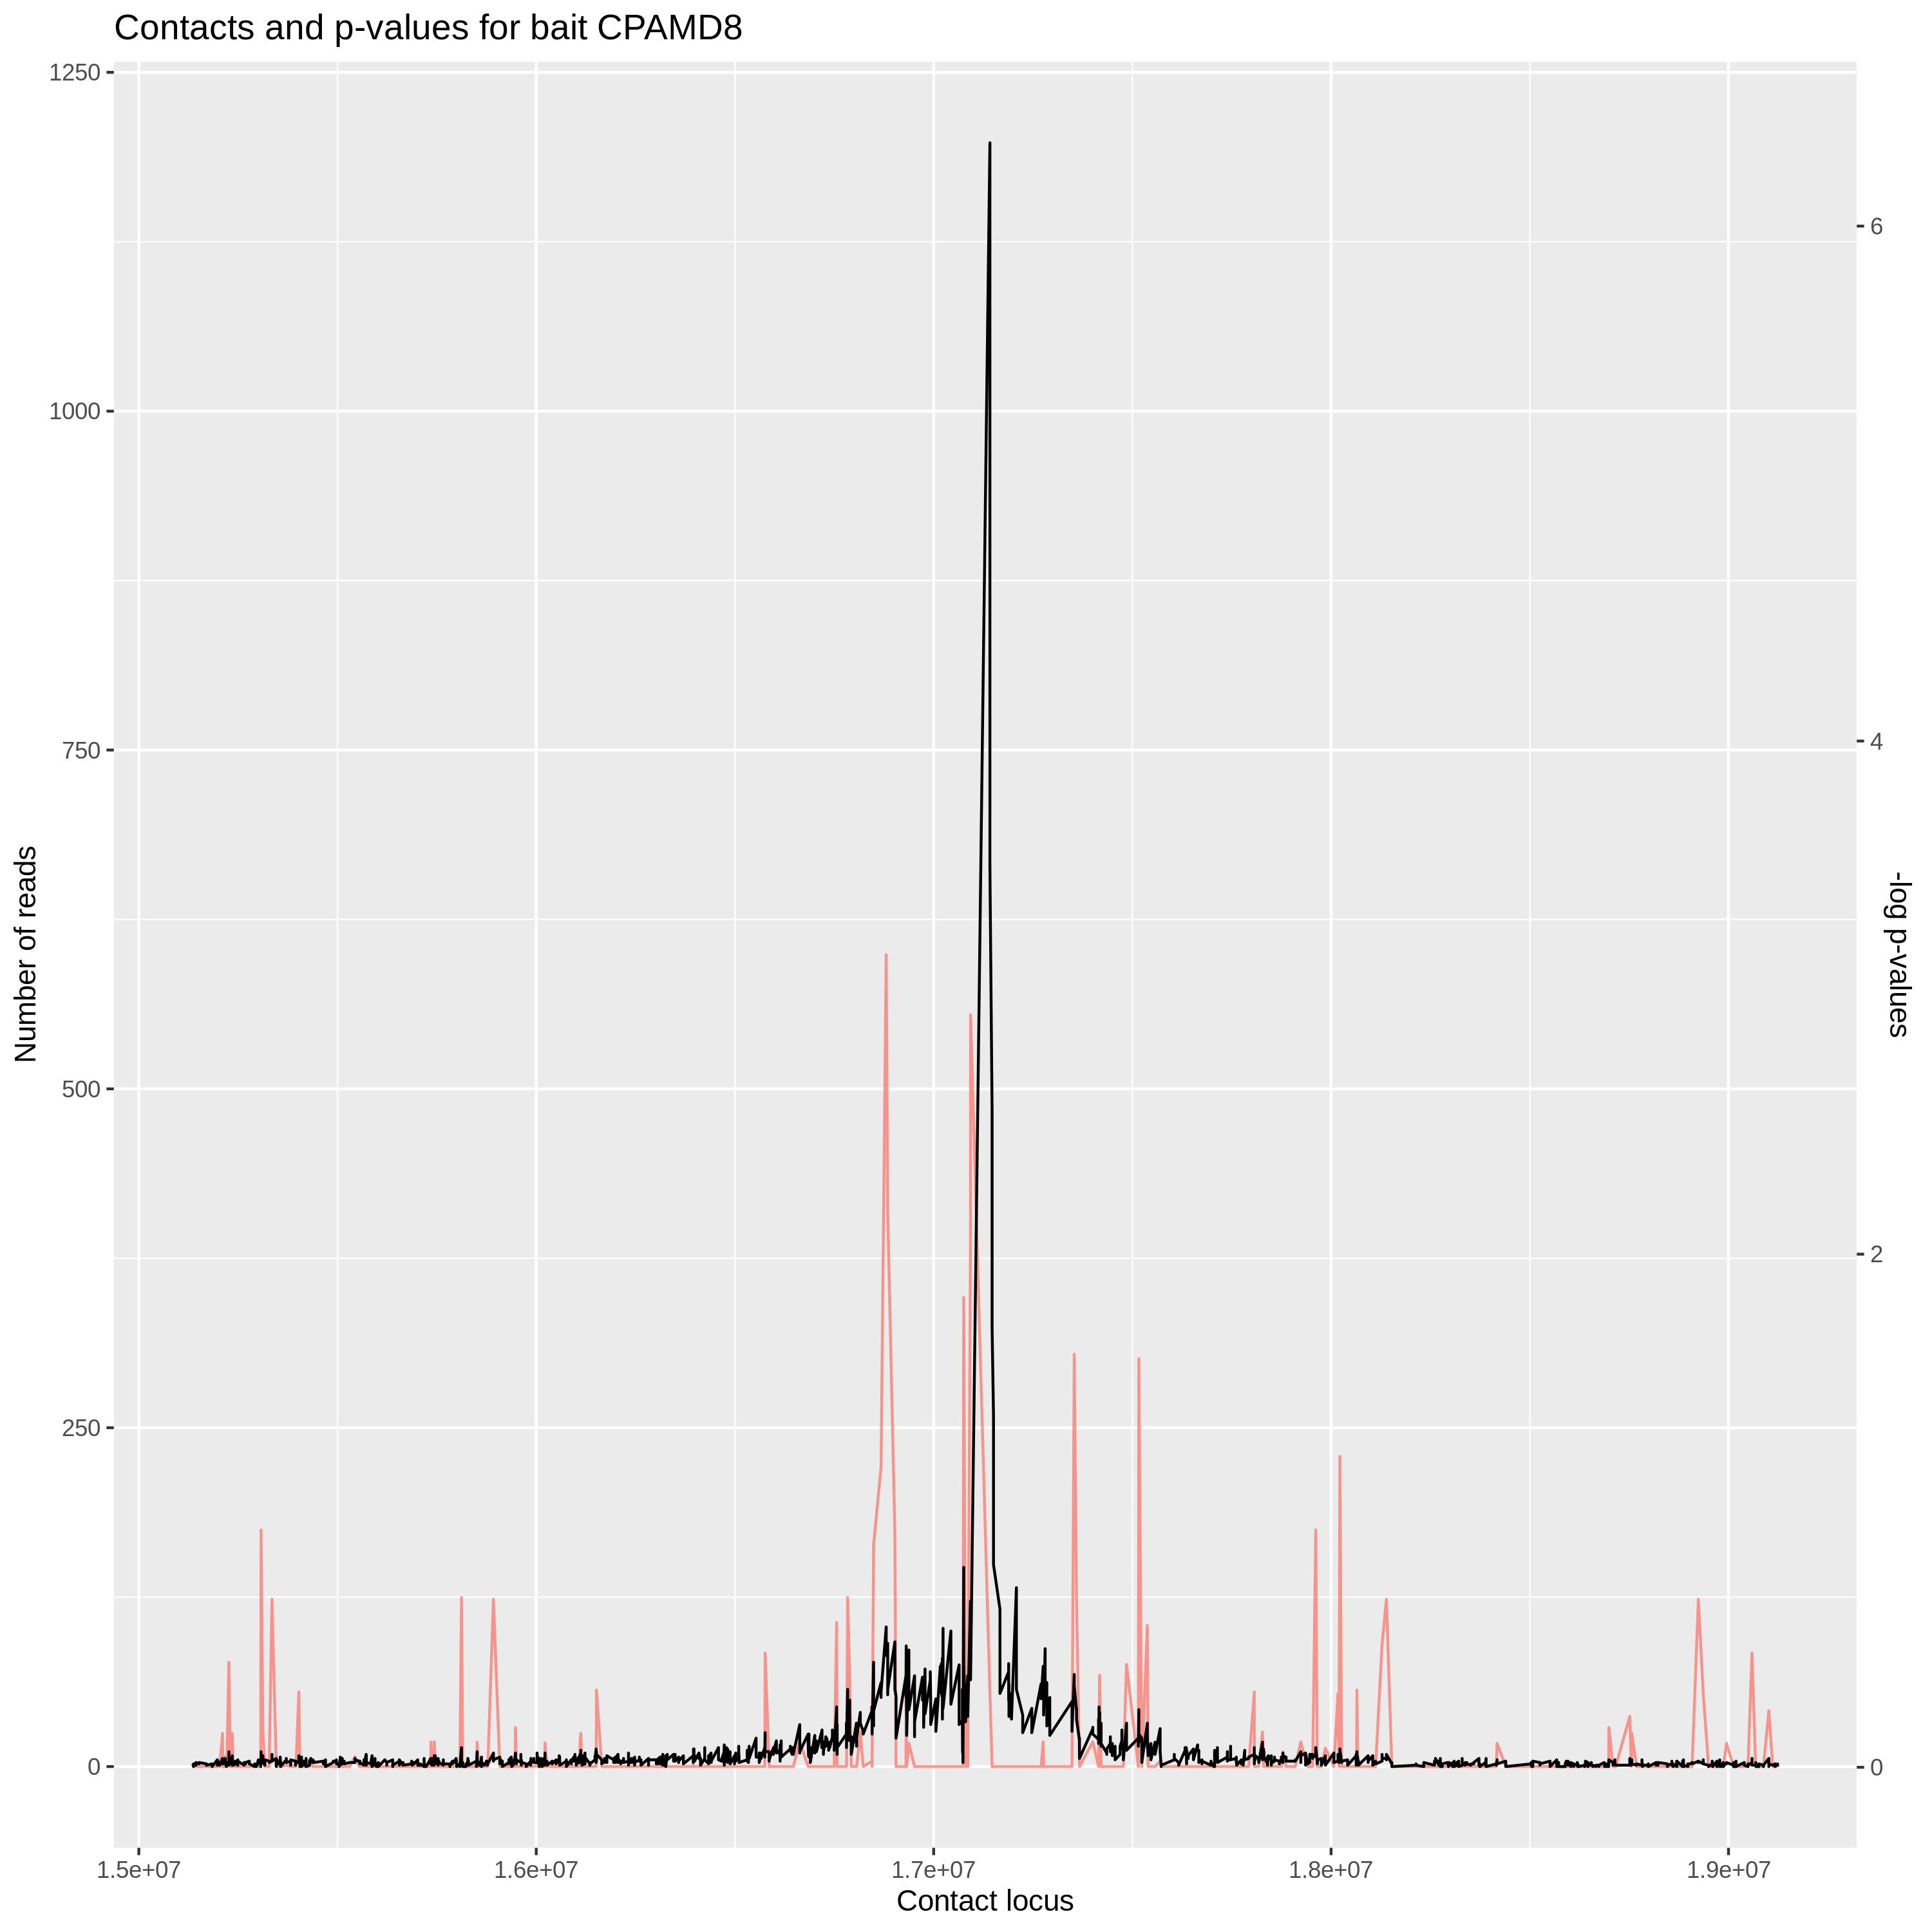 Contacts and p-values for bait CPAMD8
1250
1000
750
500
250
0
Number of reads
6
4
2
0
-log p-values
1.5e+07
1.6e+07
1.7e+07
1.8e+07
1.9e+07
Contact locus